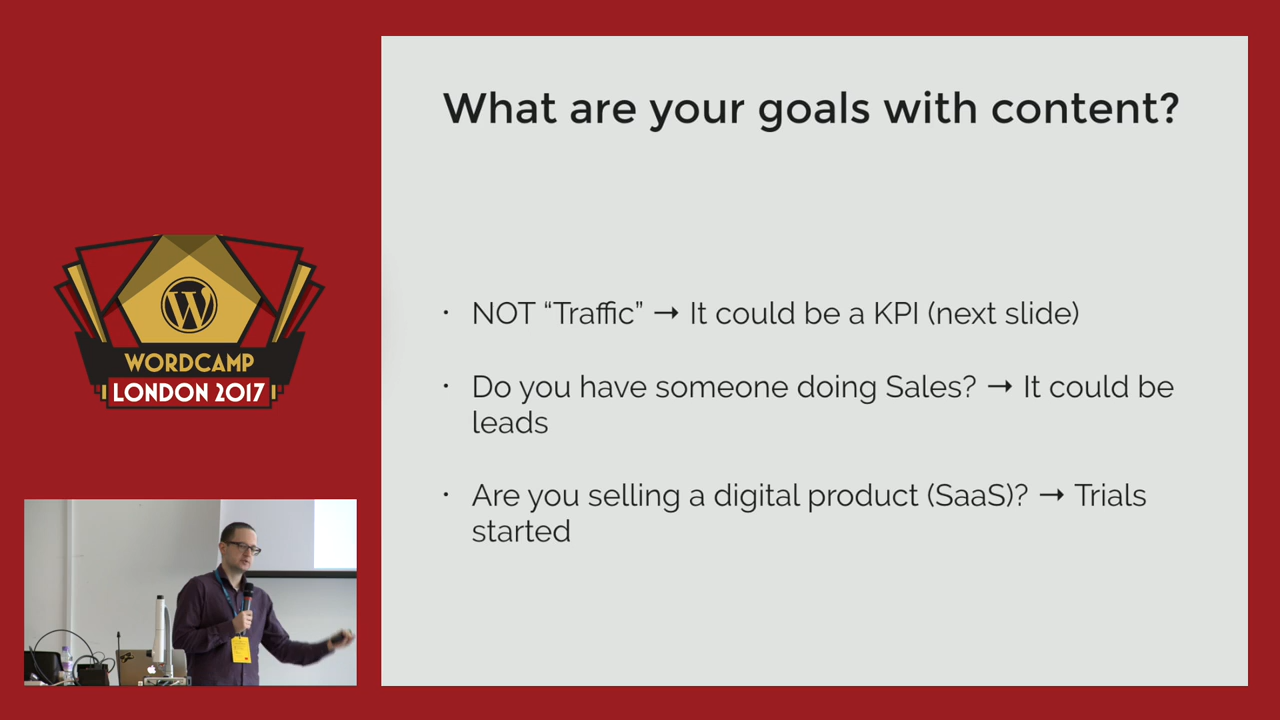 What are your goals with content?
• NOT “Traffic” → It could be a KPI (next slide)
• Do you have someone doing Sales? → It could be
leads
• Are you selling a digital product (SaaS)? → Trials
started
WORDCAMP
LONDON 2017